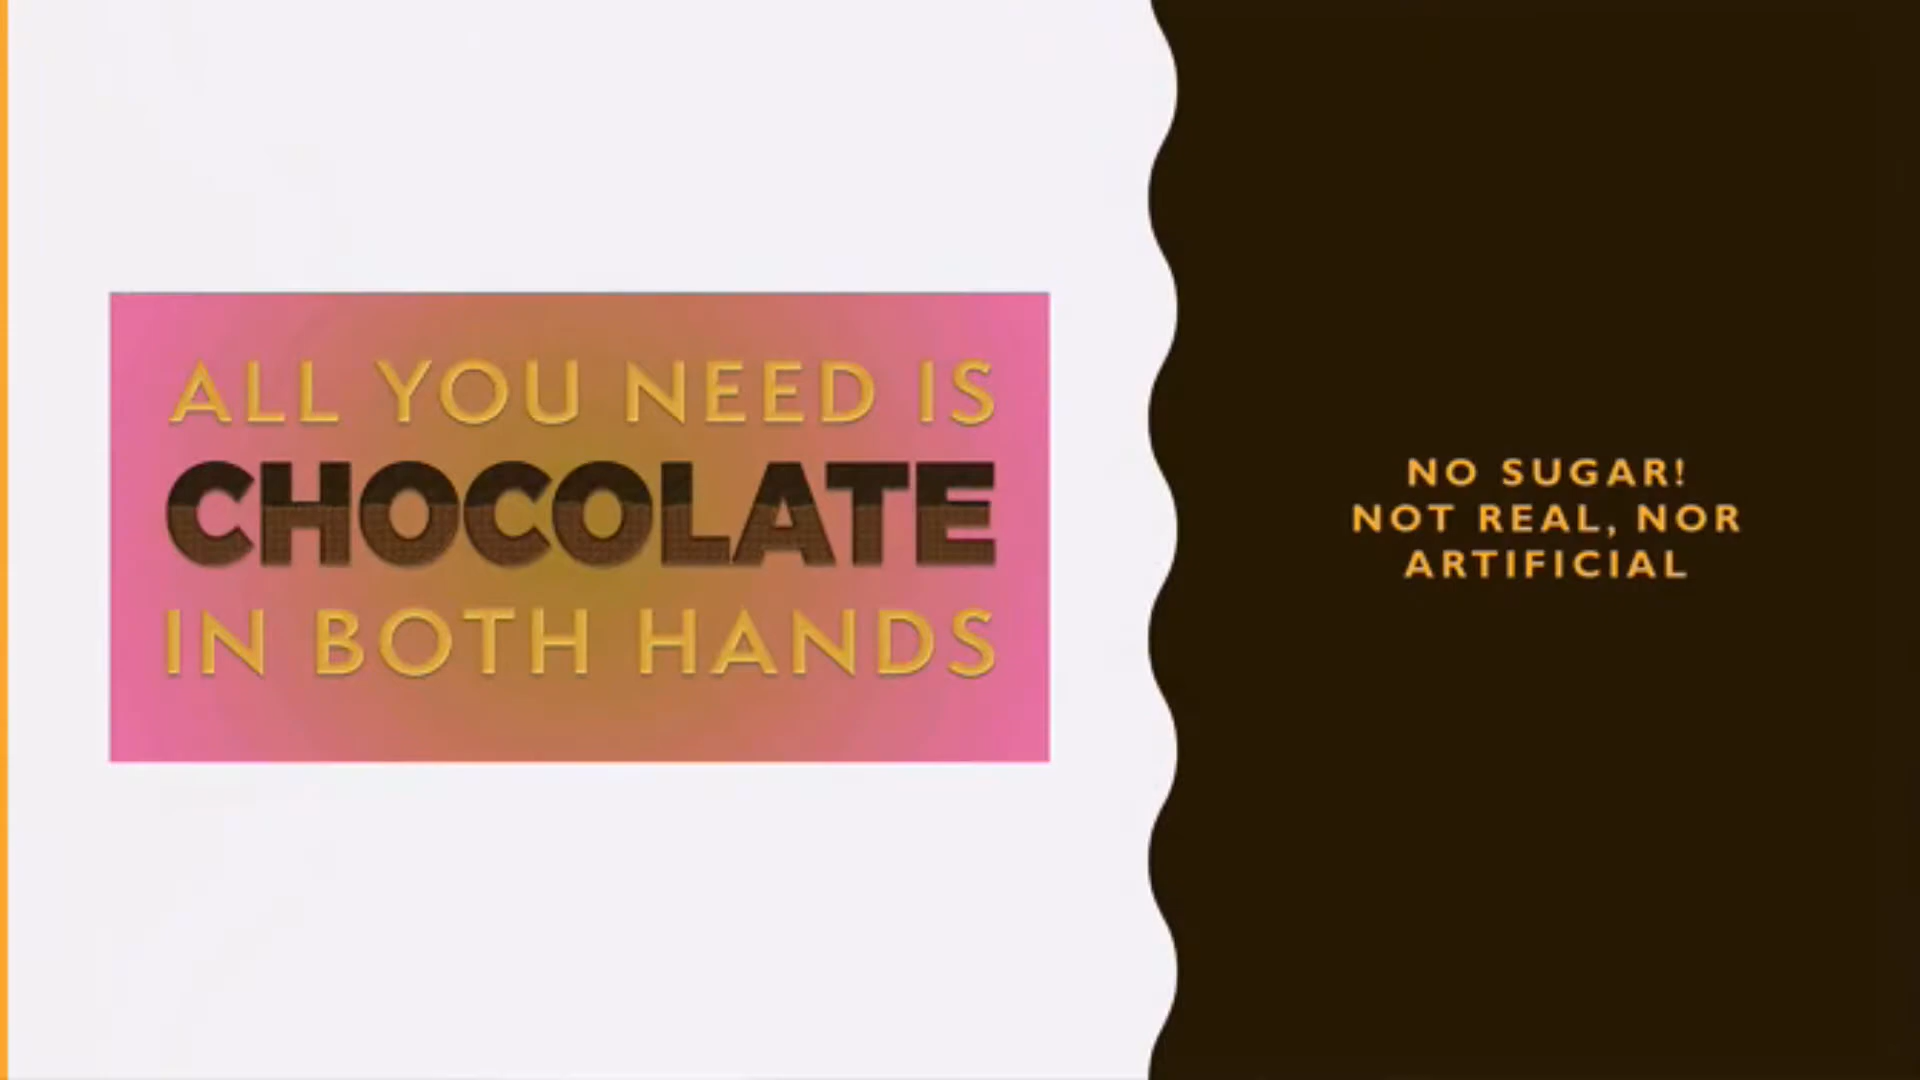 ALL YOU NEED IS
CHOCOLATE
IN BOTH HANDS
NO SUGAR!
NOT REAL, NOR
ARTIFICIAL